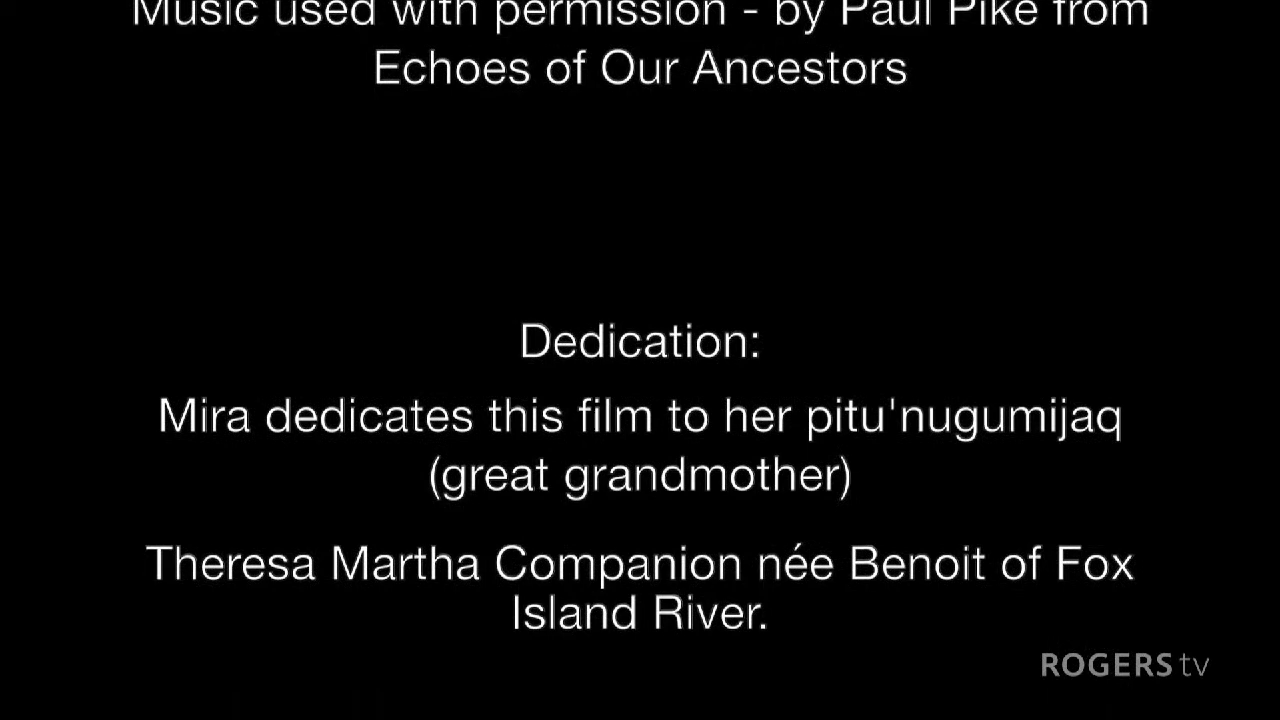 Music used with permission - by Paul Pike from
Echoes of Our Ancestors
Dedication:
Mira dedicates this film to her pitu'nugumijaq
(great grandmother)
Theresa Martha Companion née Benoit of Fox
Island River.
ROGERS tv